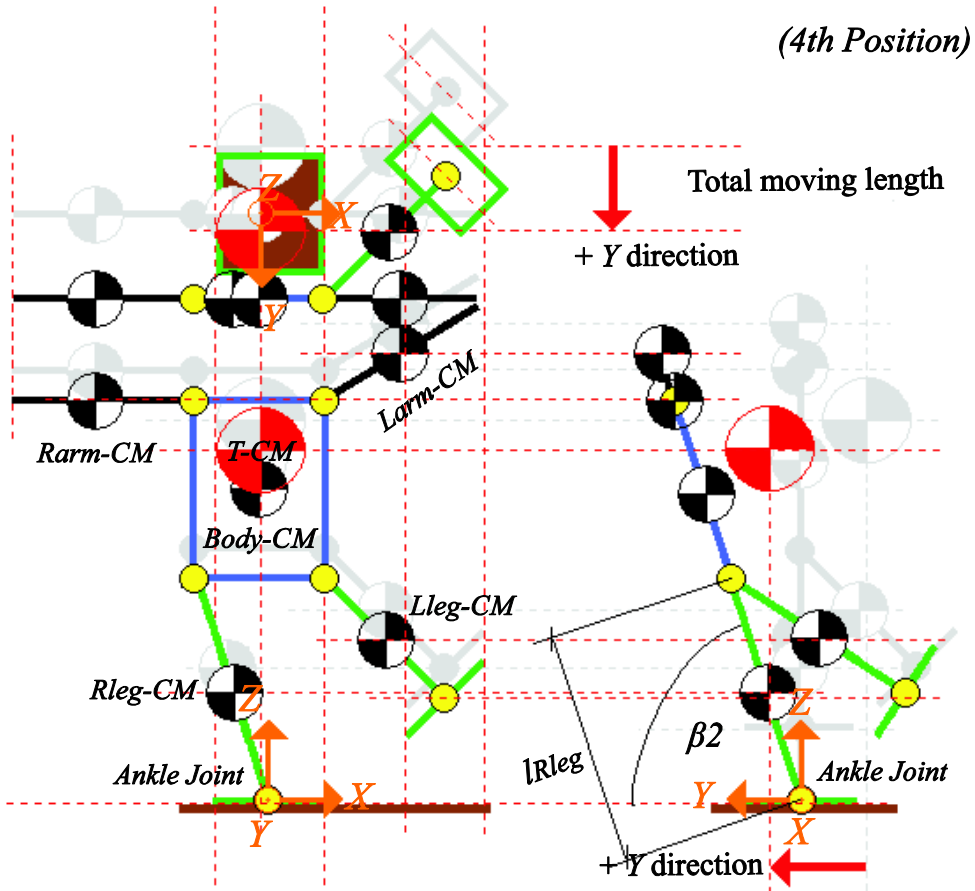 (4th Position)
Total moving length
+ Y direction
Z
X
Y
Larm-CM
Rarm-CM
T-CM
Body-CM
Lleg-CM
Rleg-CM
Z
Ankle Joint
X
Y
lRleg
β2
Z
Ankle Joint
Y
X
+ Y direction